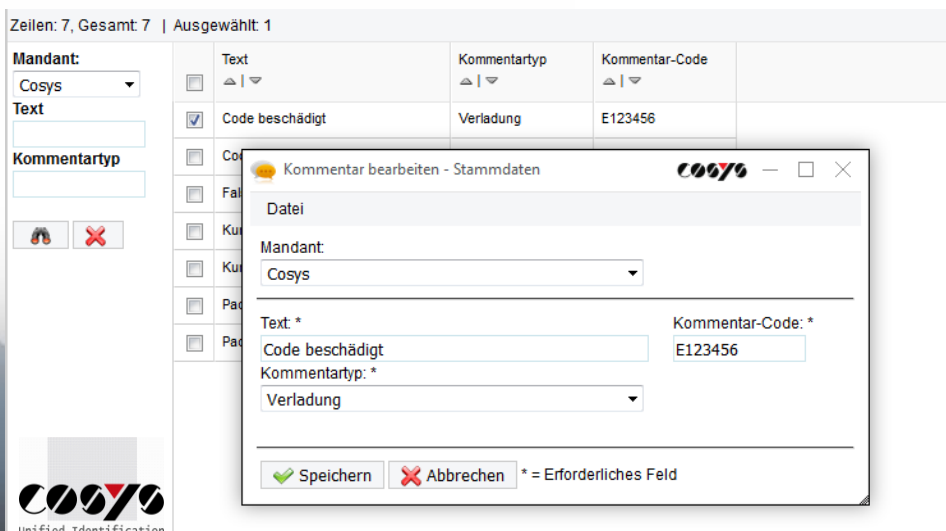 Zeilen: 7, Gesamt: 7 | Ausgewählt: 1
Mandant:
Cosys
Text
Kommentartyp
Text Kommentartyp Kommentar-Code
Code beschädigt Verladung E123456
Kommentar bearbeiten - Stammdaten COSYS
Datei
Mandant:
Cosys
Text: * Kommentar-Code: *
Code beschädigt E123456
Kommentartyp: *
Verladung
Speichern Abbrechen * = Erforderliches Feld
COSYS
Unified Identification